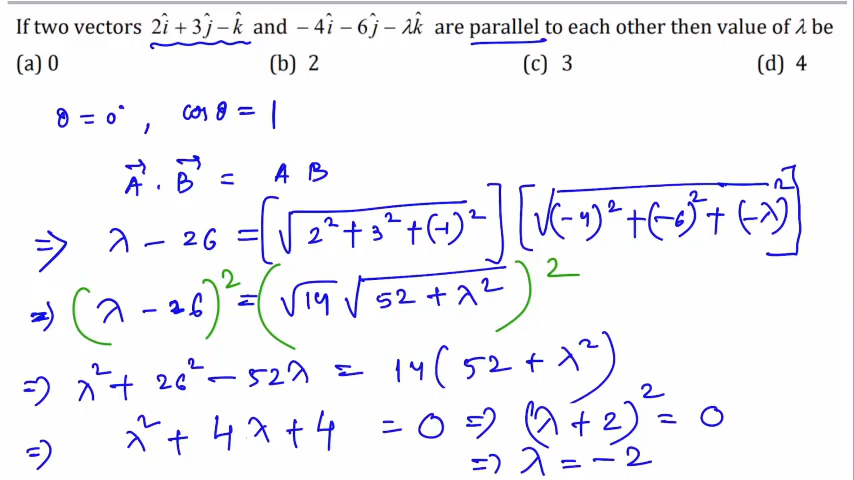 If two vectors 2î + 3ĵ − k̂ and − 4î − 6ĵ − λk̂ are parallel to each other then value of λ be
(a) 0 (b) 2 (c) 3 (d) 4
θ = 0° , cos θ = 1
A⃗ . B⃗ = A B
⇒ λ − 26 = [√(2² + 3² + (−1)²)] [√((−4)² + (−6)² + (−λ)²)]
⇒ (λ − 26)² = (√14 √(52 + λ²))²
⇒ λ² + 26² − 52λ = 14 (52 + λ²)
⇒ λ² + 4λ + 4 = 0 ⇒ (λ + 2)² = 0
⇒ λ = −2